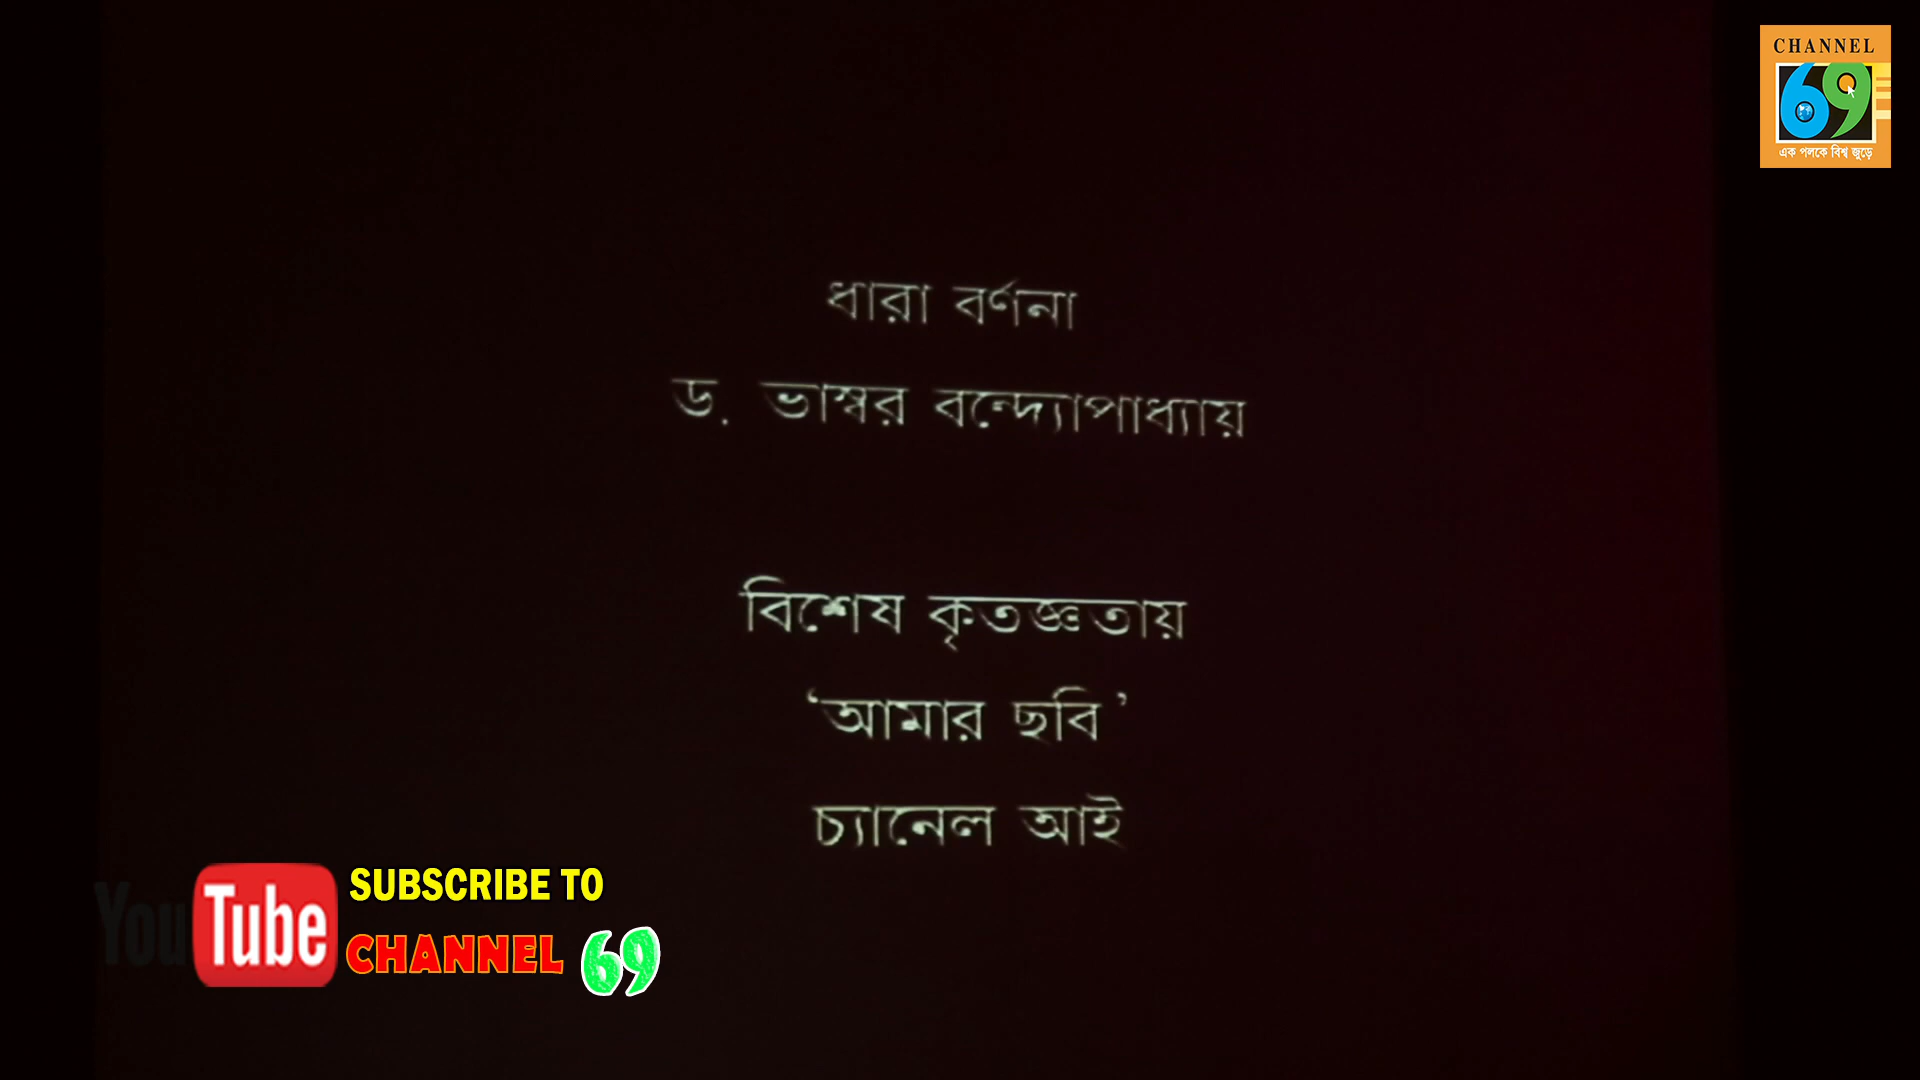 CHANNEL
69
এক পলকে বিশ্ব জুড়ে
ধারা বর্ণনা
ড. ভাস্বর বন্দ্যোপাধ্যায়
বিশেষ কৃতজ্ঞতায়
‘আমার ছবি’
চ্যানেল আই
YouTube
SUBSCRIBE TO
CHANNEL 69